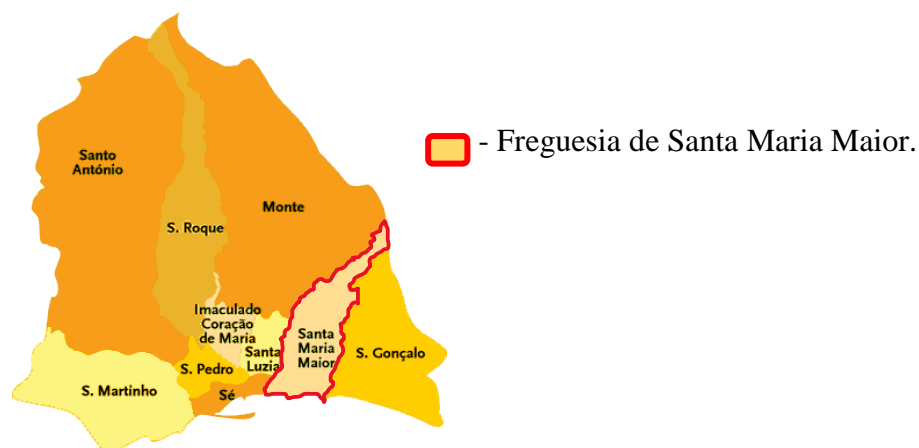 Santo
António
S. Roque
Monte
Imaculado
Coração
de Maria
Santa
Luzia
Santa
Maria
Maior
S. Gonçalo
S. Pedro
Sé
S. Martinho
- Freguesia de Santa Maria Maior.